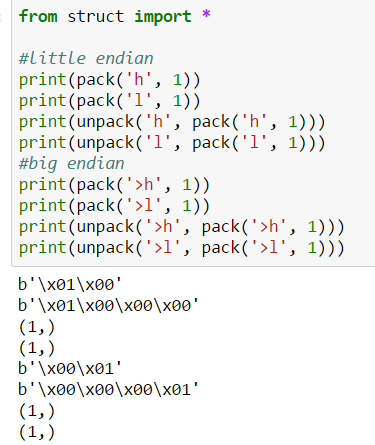 from struct import *
#little endian
print(pack('h', 1))
print(pack('l', 1))
print(unpack('h', pack('h', 1)))
print(unpack('l', pack('l', 1)))
#big endian
print(pack('>h', 1))
print(pack('>l', 1))
print(unpack('>h', pack('>h', 1)))
print(unpack('>l', pack('>l', 1)))
b'\x01\x00'
b'\x01\x00\x00\x00'
(1,)
(1,)
b'\x00\x01'
b'\x00\x00\x00\x01'
(1,)
(1,)